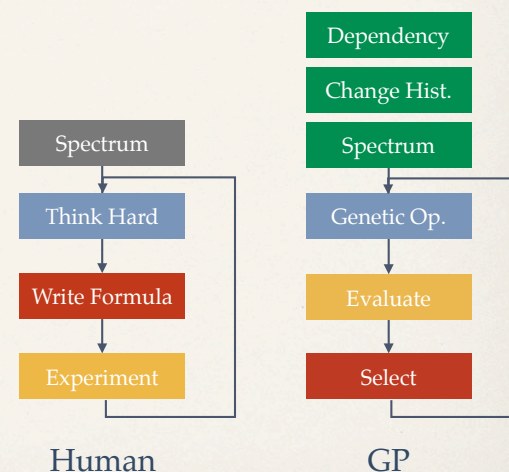 Spectrum
Think Hard
Write Formula
Experiment
Human
Dependency
Change Hist.
Spectrum
Genetic Op.
Evaluate
Select
GP